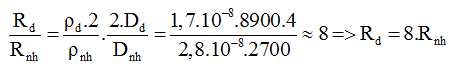 R_d/R_nh = ρ_d.2/ρ_nh . 2.D_d/D_nh = 1,7.10^-8.8900.4/2,8.10^-8.2700 ≈ 8 => R_d = 8.R_nh